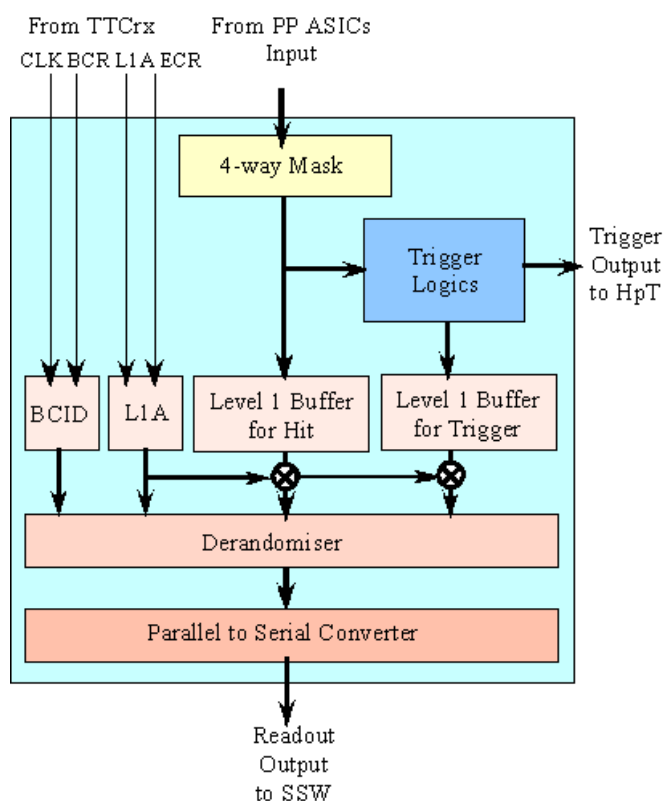 From TTCrx
From PP ASICs
Input
CLK BCR L1A ECR
4-way Mask
Trigger
Logics
Trigger
Output
to HpT
BCID
L1A
Level 1 Buffer
for Hit
Level 1 Buffer
for Trigger
Derandomiser
Parallel to Serial Converter
Readout
Output
to SSW